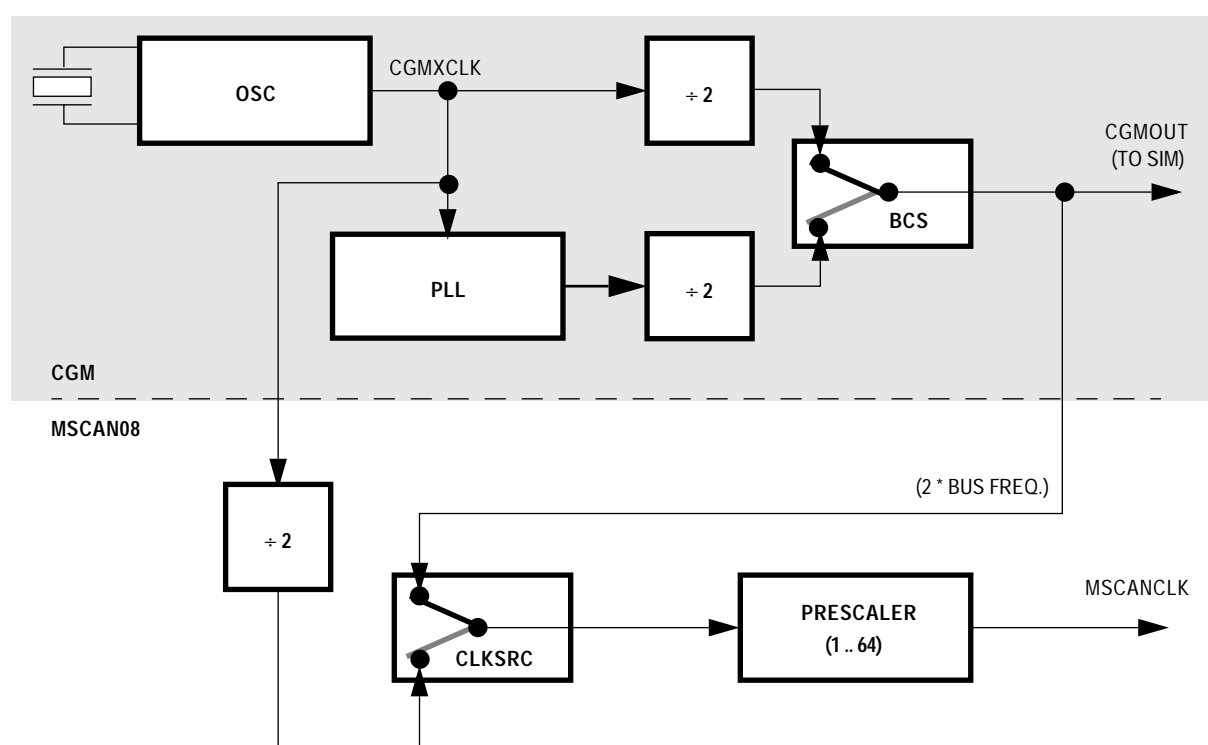 OSC
CGMXCLK
÷ 2
CGMOUT
(TO SIM)
BCS
PLL
÷ 2
CGM
MSCAN08
(2 * BUS FREQ.)
÷ 2
CLKSRC
PRESCALER
(1 .. 64)
MSCANCLK